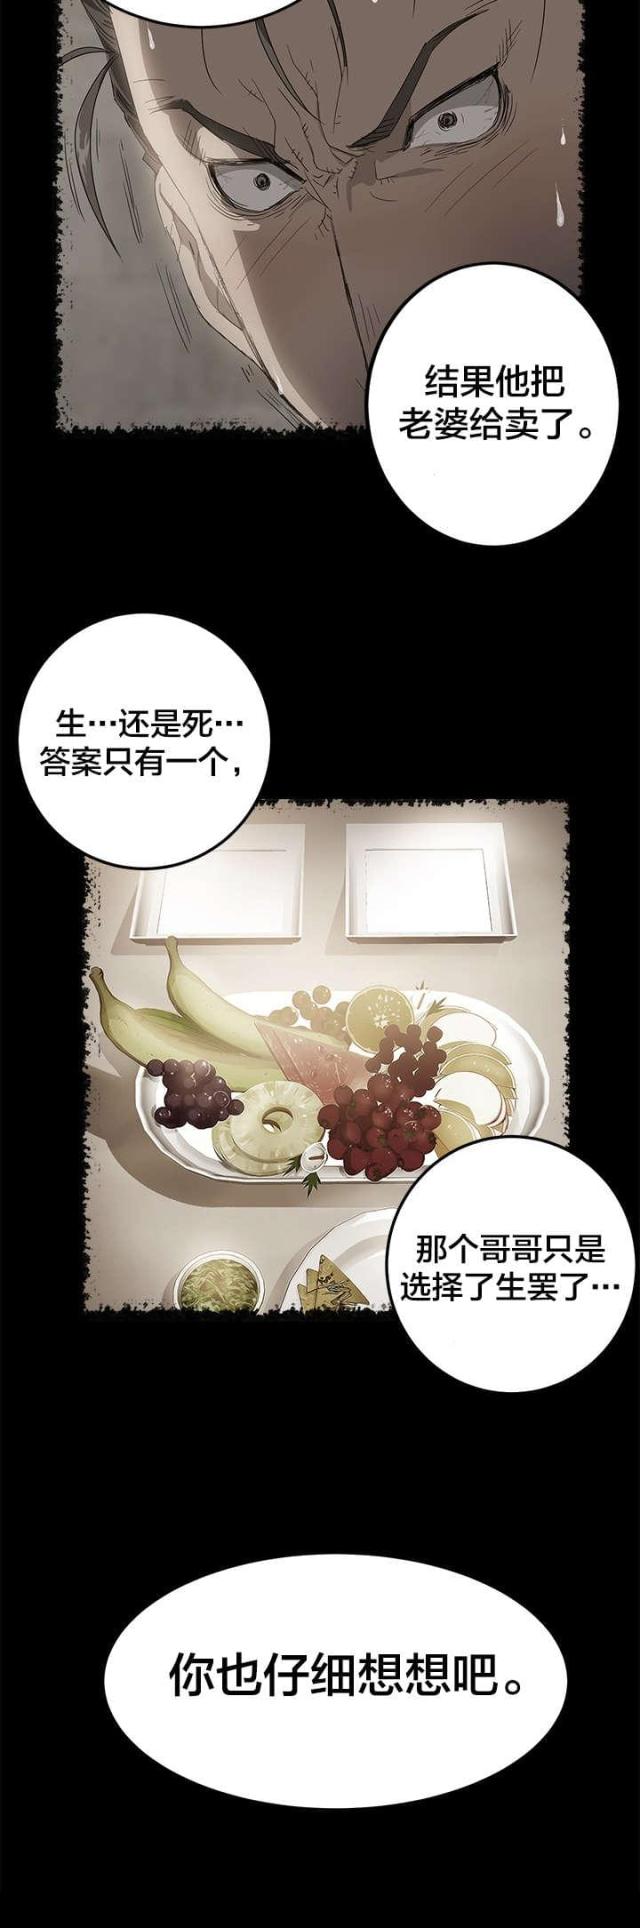 结果他把
老婆给卖了。
生…还是死…
答案只有一个，
那个哥哥只是
选择了生罢了…
你也仔细想想吧。